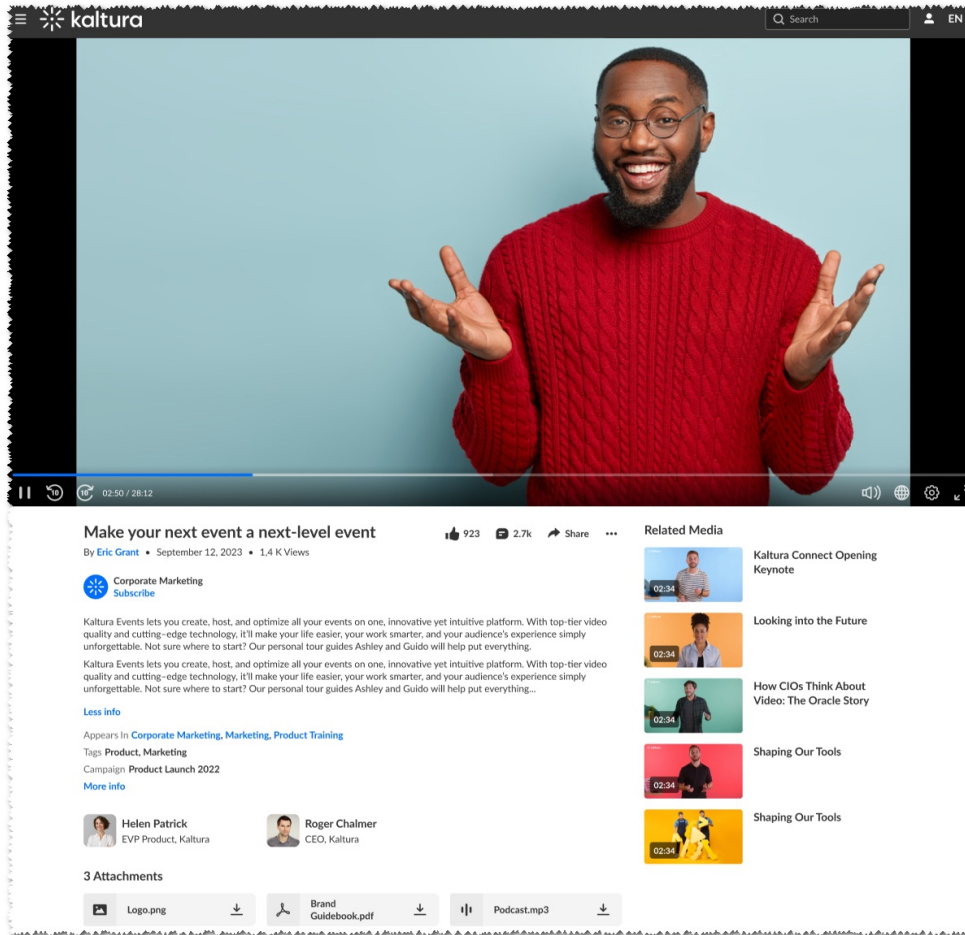 kaltura
Search
EN
10
10
02:50 / 28:12
Make your next event a next-level event
923
2.7k
Share
By Eric Grant • September 12, 2023 • 1,4 K Views
Corporate Marketing
Subscribe
Kaltura Events lets you create, host, and optimize all your events on one, innovative yet intuitive platform. With top-tier video
quality and cutting-edge technology, it'll make your life easier, your work smarter, and your audience's experience simply
unforgettable. Not sure where to start? Our personal tour guides Ashley and Guido will help put everything.
Kaltura Events lets you create, host, and optimize all your events on one, innovative yet intuitive platform. With top-tier video
quality and cutting-edge technology, it'll make your life easier, your work smarter, and your audience's experience simply
unforgettable. Not sure where to start? Our personal tour guides Ashley and Guido will help put everything...
Less info
Appears In Corporate Marketing, Marketing, Product Training
Tags Product, Marketing
Campaign Product Launch 2022
More info
Helen Patrick
EVP Product, Kaltura
Roger Chalmer
CEO, Kaltura
3 Attachments
Logo.png
Brand
Guidebook.pdf
Podcast.mp3
Related Media
02:34
Kaltura Connect Opening
Keynote
02:34
Looking into the Future
02:34
How CIOs Think About
Video: The Oracle Story
02:34
Shaping Our Tools
02:34
Shaping Our Tools